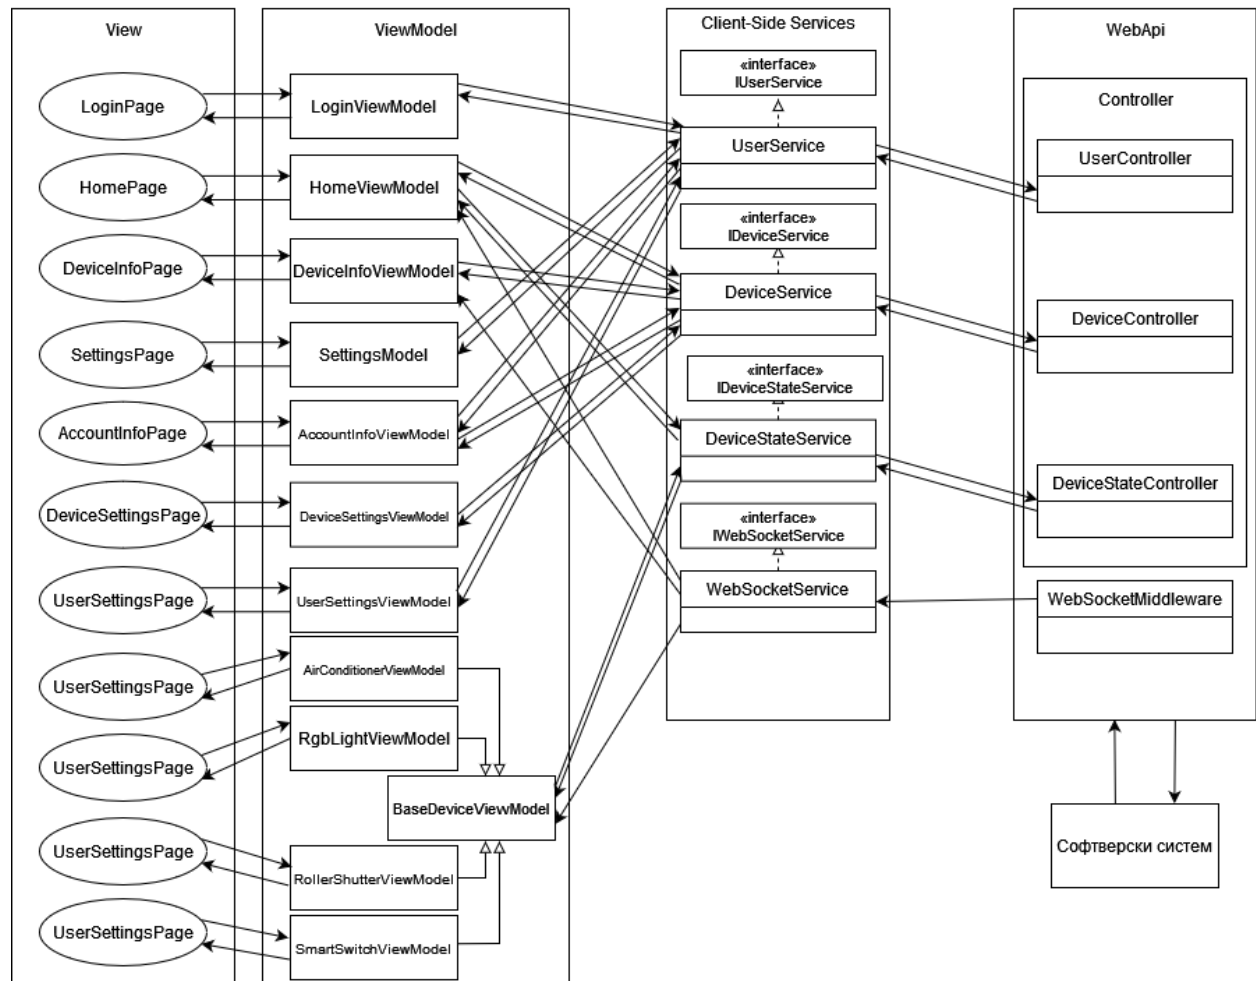 View
LoginPage
HomePage
DeviceInfoPage
SettingsPage
AccountInfoPage
DeviceSettingsPage
UserSettingsPage
UserSettingsPage
UserSettingsPage
UserSettingsPage
UserSettingsPage
ViewModel
LoginViewModel
HomeViewModel
DeviceInfoViewModel
SettingsModel
AccountInfoViewModel
DeviceSettingsViewModel
UserSettingsViewModel
AirConditionerViewModel
RgbLightViewModel
BaseDeviceViewModel
RollerShutterViewModel
SmartSwitchViewModel
Client-Side Services
«interface»
IUserService
UserService
«interface»
IDeviceService
DeviceService
«interface»
IDeviceStateService
DeviceStateService
«interface»
IWebSocketService
WebSocketService
WebApi
Controller
UserController
DeviceController
DeviceStateController
WebSocketMiddleware
Софтверски систем